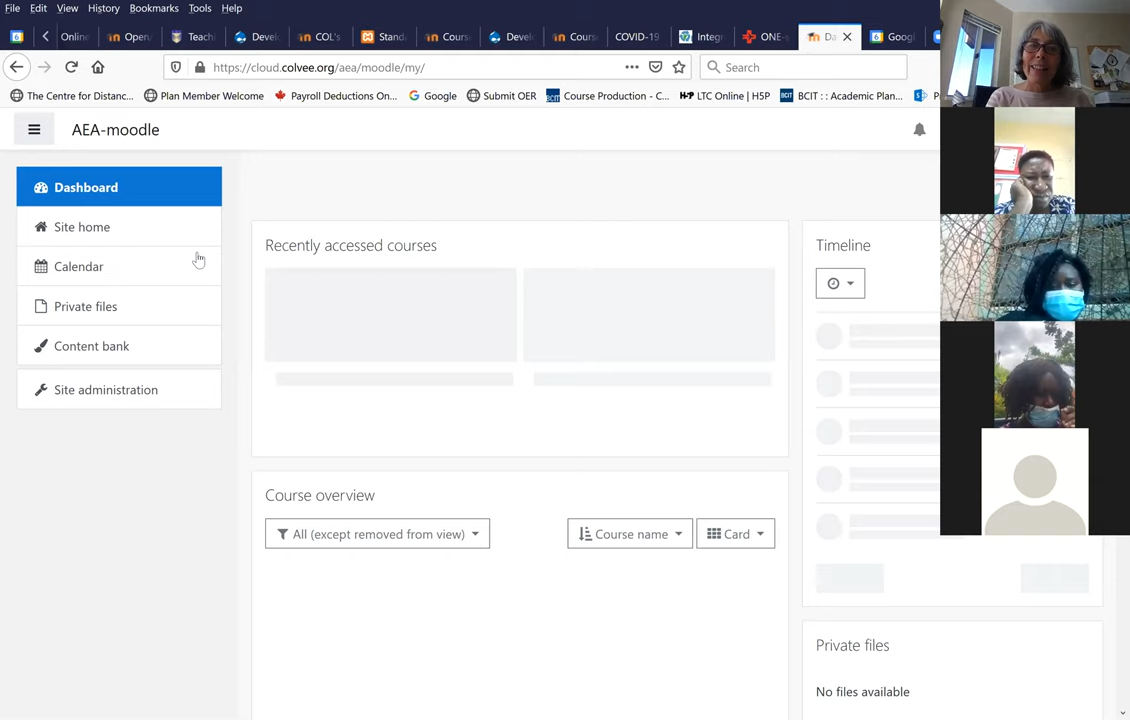 File Edit View History Bookmarks Tools Help
Online Open Teach Devel COL's Stand Cours Devel Cours COVID-19 Integ ONE-s Da Googl
https://cloud.colvee.org/aea/moodle/my/ Search
The Centre for Distanc... Plan Member Welcome Payroll Deductions On... Google Submit OER Course Production - C... LTC Online | H5P BCIT : : Academic Plan...
AEA-moodle
Dashboard
Site home
Calendar
Private files
Content bank
Site administration
Recently accessed courses
Course overview
All (except removed from view) Course name Card
Timeline
Private files
No files available